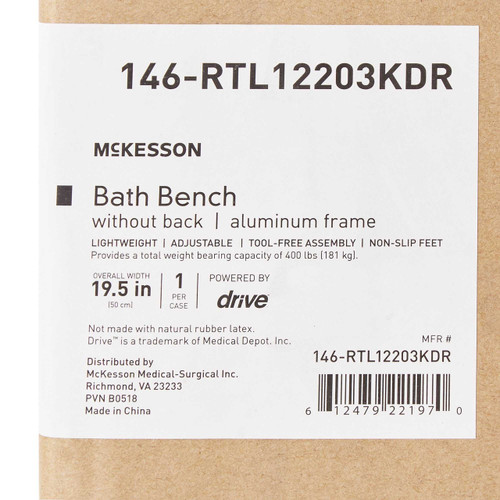 146-RTL12203KDR
McKESSON
Bath Bench
without back | aluminum frame
LIGHTWEIGHT | ADJUSTABLE | TOOL-FREE ASSEMBLY | NON-SLIP FEET
Provides a total weight bearing capacity of 400 lbs (181 kg).
OVERALL WIDTH
19.5 in
(50 cm)
1
PER
CASE
POWERED BY
drive
Not made with natural rubber latex.
Drive™ is a trademark of Medical Depot, Inc.
MFR #
146-RTL12203KDR
Distributed by
McKesson Medical-Surgical Inc.
Richmond, VA 23233
PVN B0518
Made in China
6 12479 22197 0